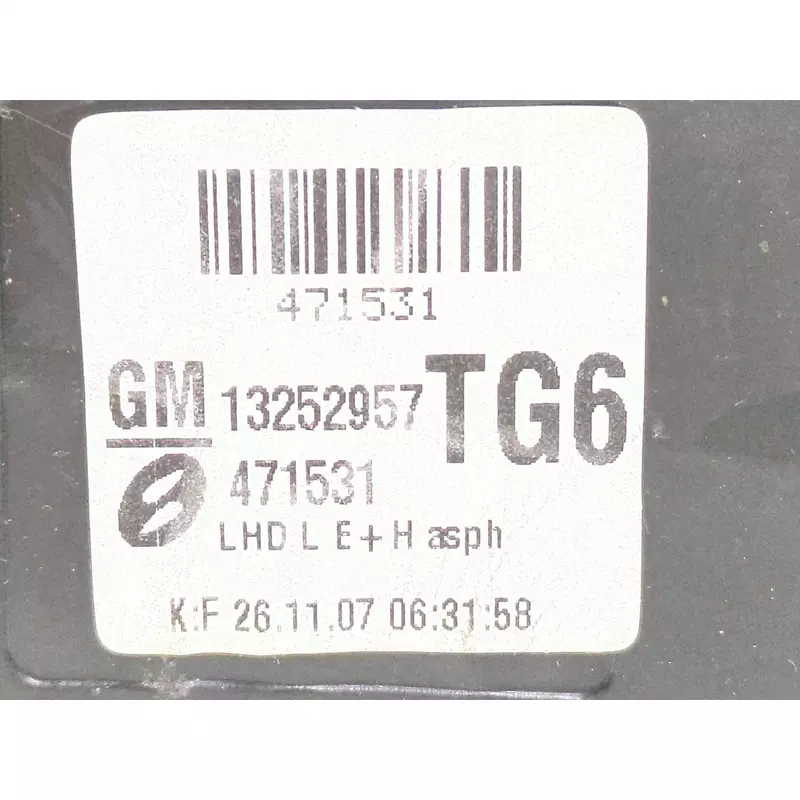 471531
GM 13252957 TG6
471531
LHD L E+H asph
K:F 26.11.07 06:31:58